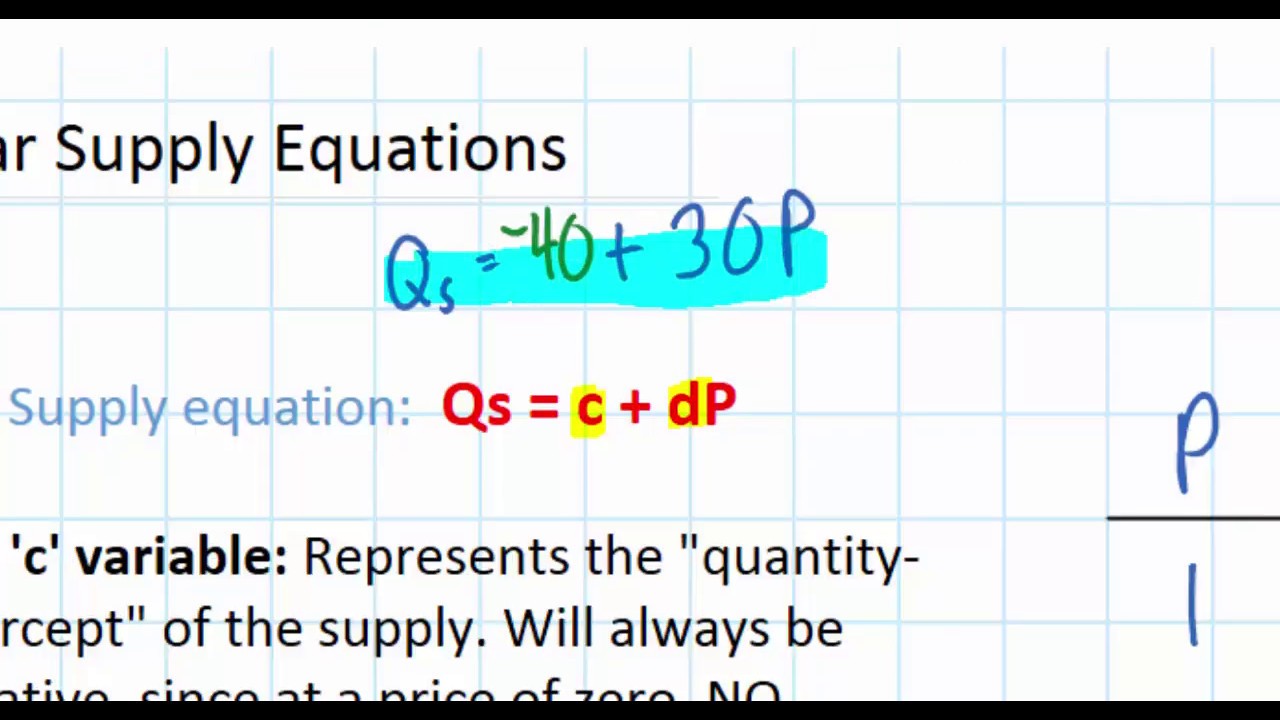 ar Supply Equations
Qs = -40 + 30P
Supply equation: Qs = c + dP
P
'c' variable: Represents the "quantity-
1
rcept" of the supply. Will always be
ative, since at a price of zero, NO